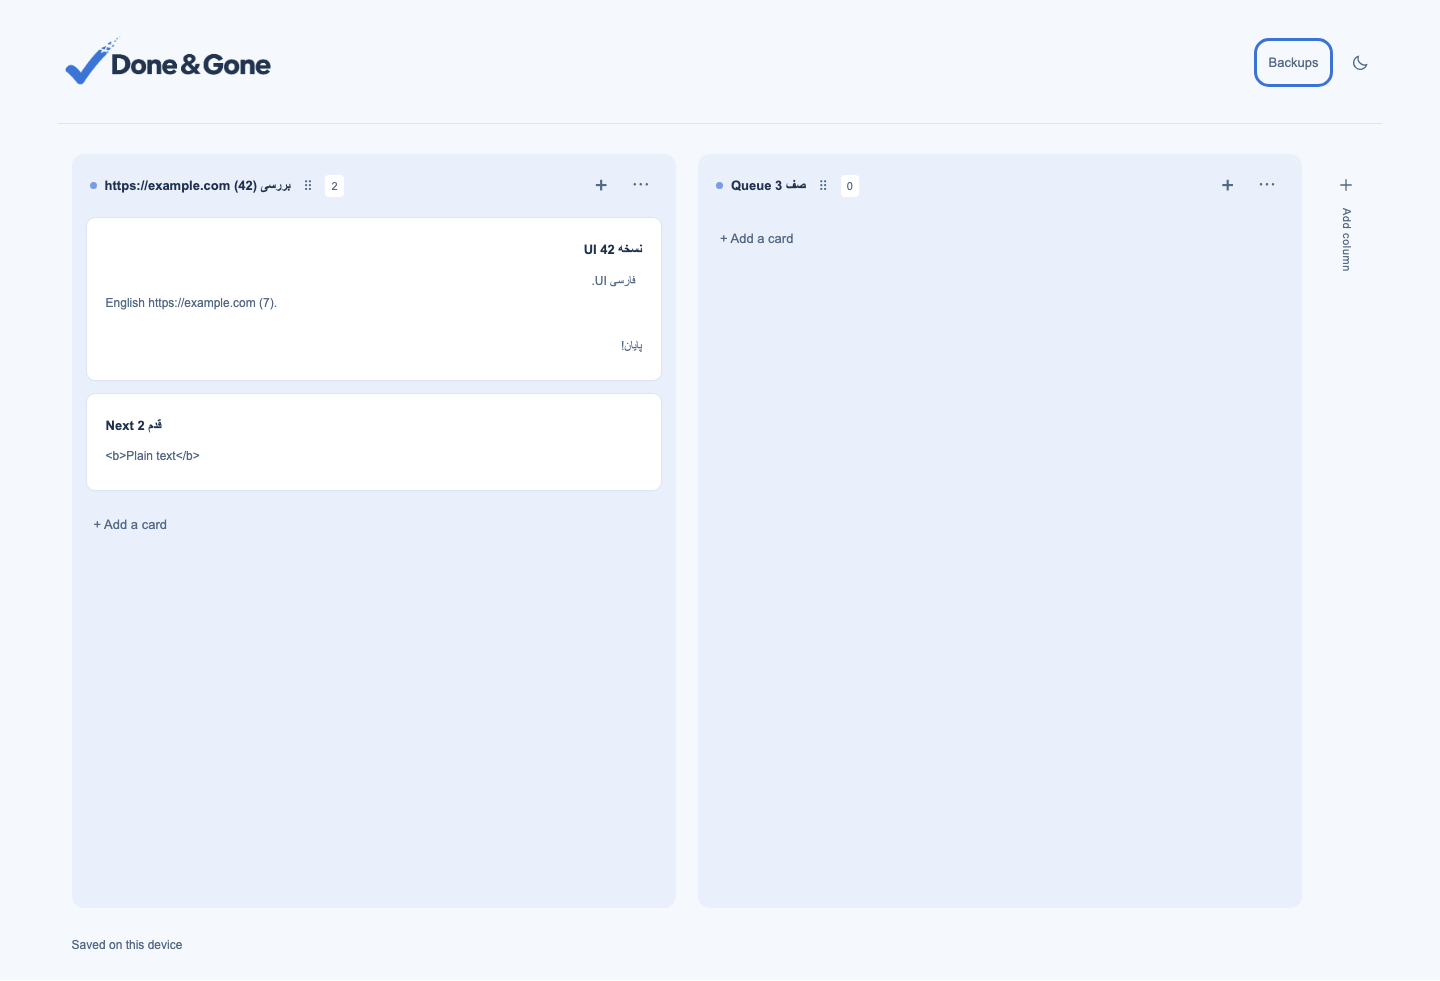 Done & Gone
Backups
بررسی (42) https://example.com
2
+
نسخه 42 UI
فارسی UI.
English https://example.com (7).
پایان!
Next 2 قدم
<b>Plain text</b>
+ Add a card
Queue 3 صف
0
+
+ Add a card
+
Add column
Saved on this device